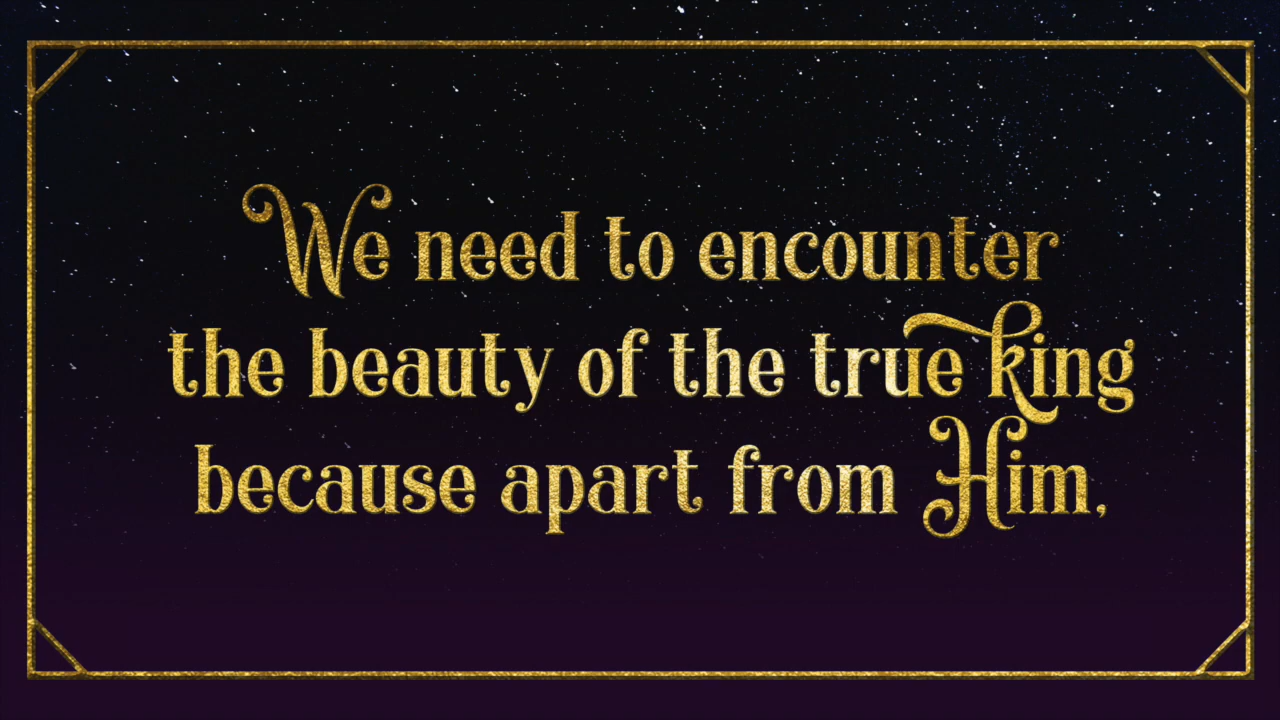 We need to encounter
the beauty of the true king
because apart from Him,